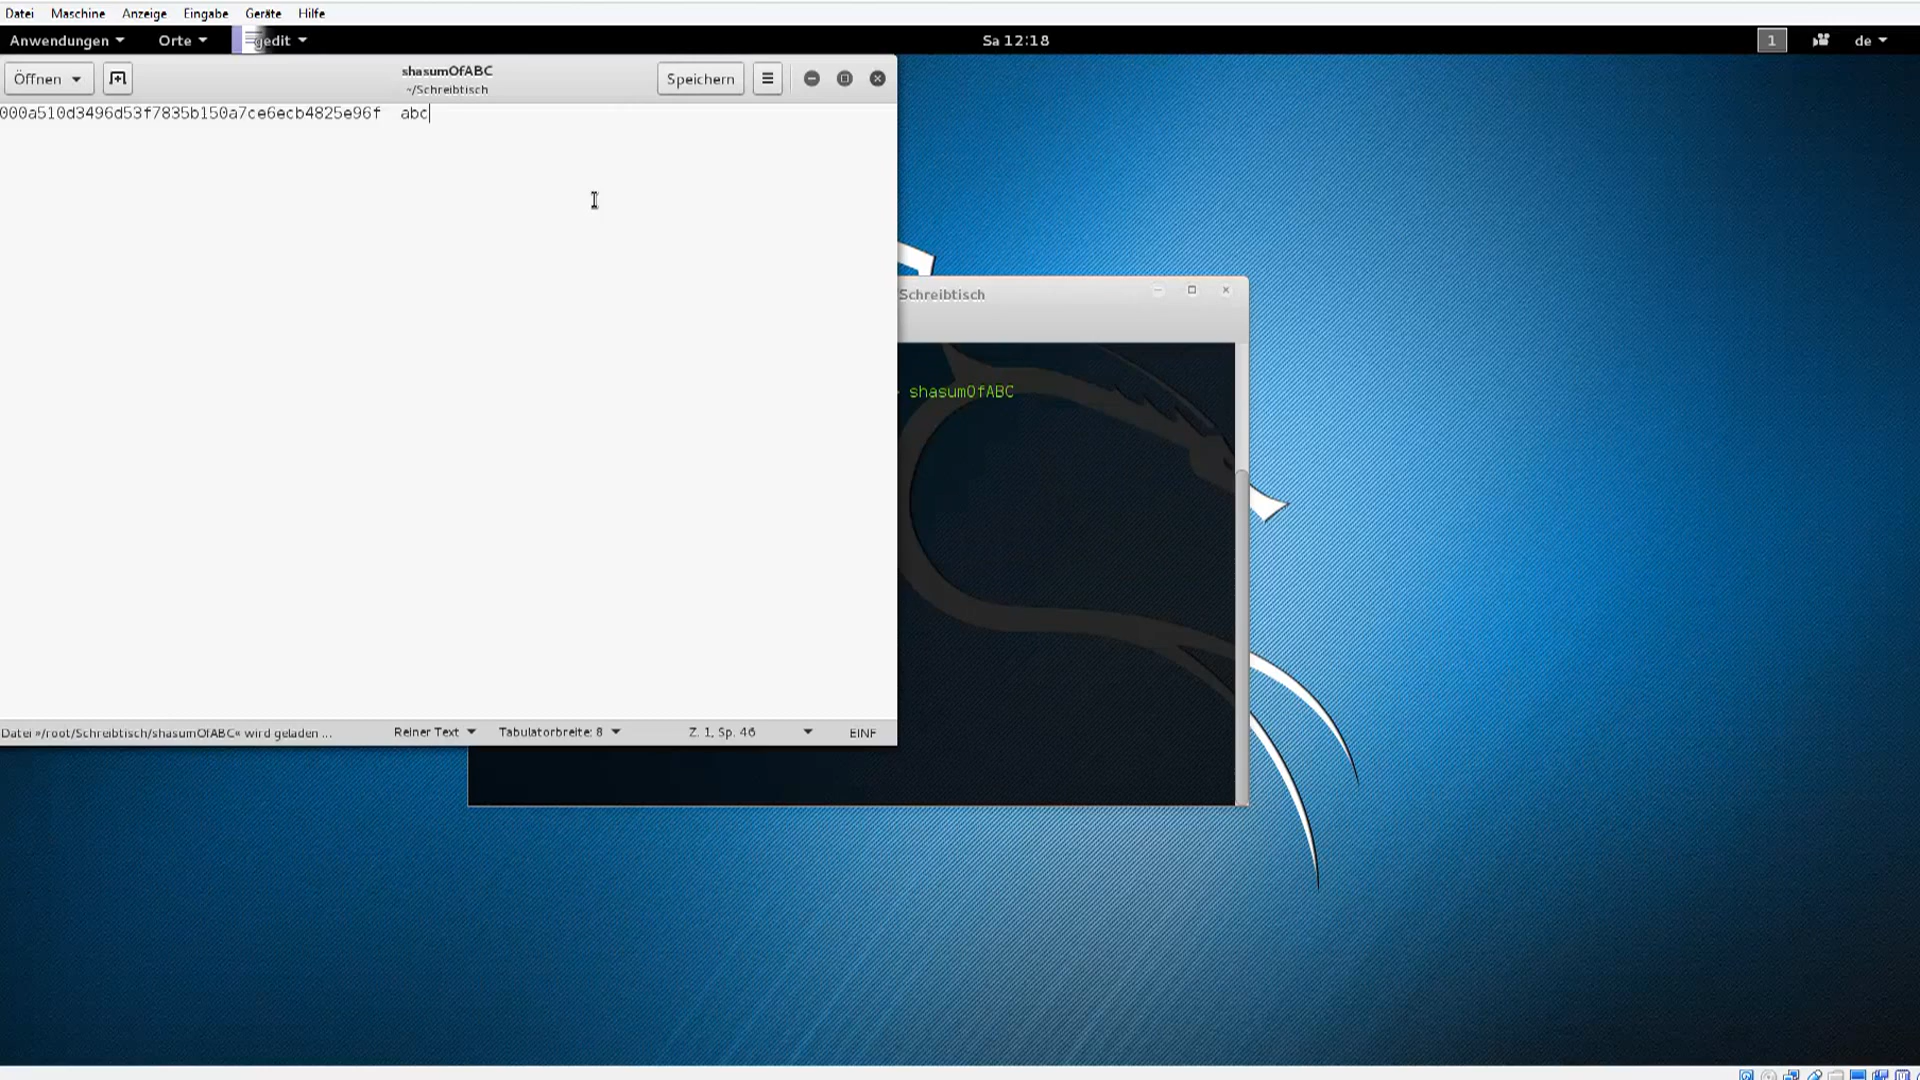 Datei Maschine Anzeige Eingabe Geräte Hilfe
Anwendungen Orte gedit Sa 12:18 1 de
Öffnen shasumOfABC Speichern
~/Schreibtisch
000a510d3496d53f7835b150a7ce6ecb4825e96f abc
Schreibtisch
shasumOfABC
Datei »/root/Schreibtisch/shasumOfABC« wird geladen ... Reiner Text Tabulatorbreite: 8 Z. 1, Sp. 46 EINF